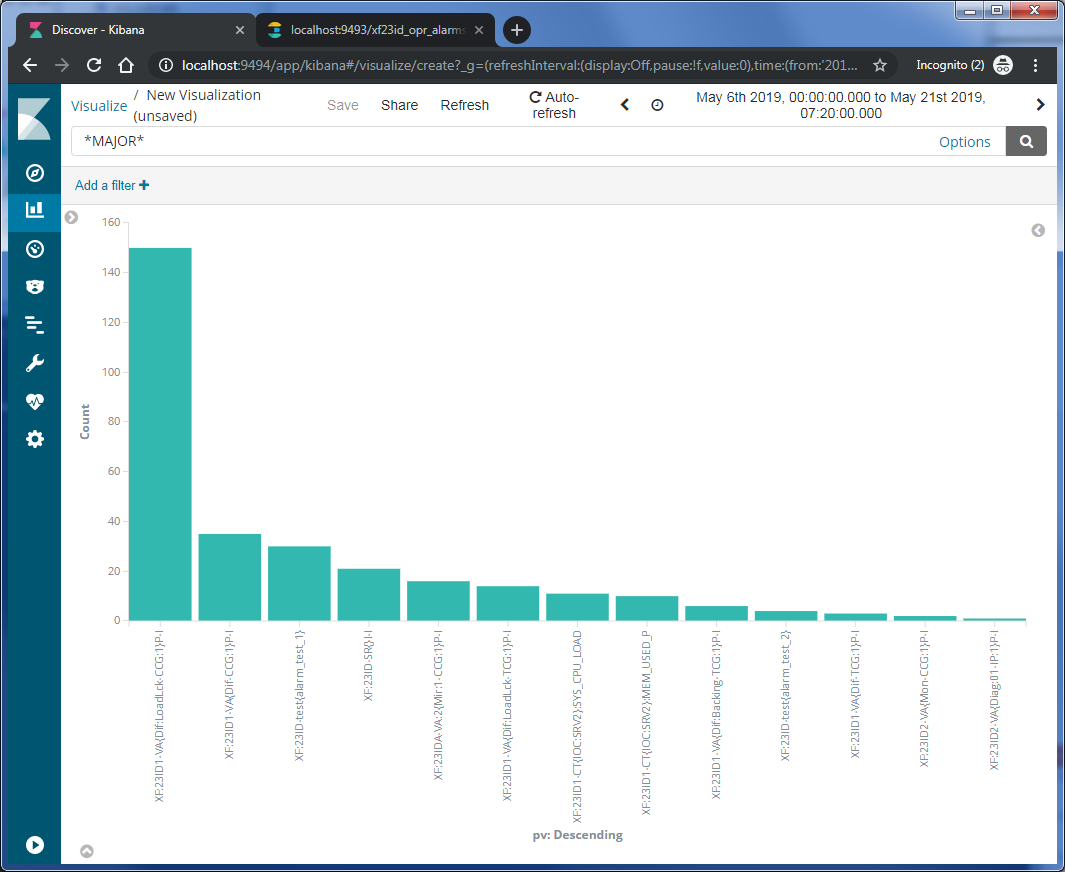 Discover - Kibana
localhost:9493/xf23id_opr_alarms
localhost:9494/app/kibana#/visualize/create?_g=(refreshInterval:(display:Off,pause:!f,value:0),time:(from:'201...
Incognito (2)
Visualize / New Visualization
(unsaved)
Save
Share
Refresh
Auto-
refresh
May 6th 2019, 00:00:00.000 to May 21st 2019,
07:20:00.000
*MAJOR*
Options
Add a filter +
160
140
120
100
80
60
40
20
0
Count
XF:23ID1-VA{Dif:LoadLck-CCG:1}P-I
XF:23ID1-VA{Dif-CCG:1}P-I
XF:23ID-test{alarm_test_1}
XF:23ID-SR{}I-I
XF:23IDA-VA:2{Mir:1-CCG:1}P-I
XF:23ID1-VA{Dif:LoadLck-TCG:1}P-I
XF:23ID1-CT{IOC:SRV2}:SYS_CPU_LOAD
XF:23ID1-CT{IOC:SRV2}:MEM_USED_P
XF:23ID1-VA{Dif:Backing-TCG:1}P-I
XF:23ID-test{alarm_test_2}
XF:23ID1-VA{Dif-TCG:1}P-I
XF:23ID2-VA{Mon-CCG:1}P-I
XF:23ID2-VA{Diag:01-IP:1}P-I
pv: Descending